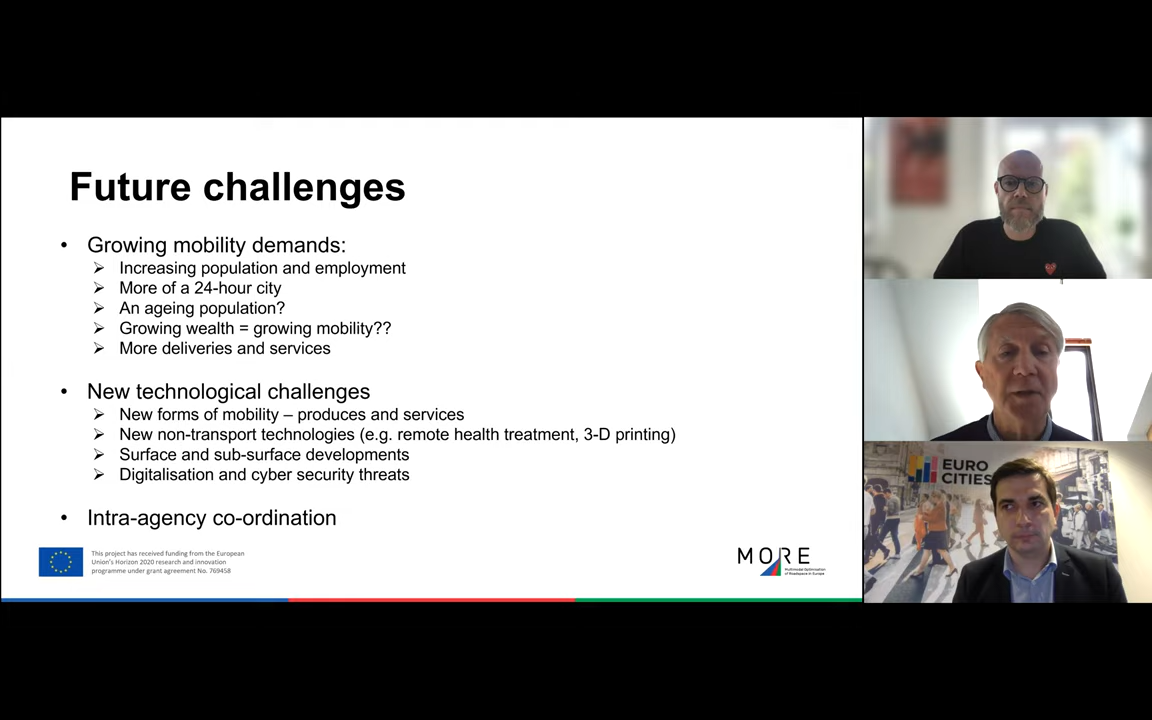 Future challenges
• Growing mobility demands:
➢ Increasing population and employment
➢ More of a 24-hour city
➢ An ageing population?
➢ Growing wealth = growing mobility??
➢ More deliveries and services
• New technological challenges
➢ New forms of mobility – produces and services
➢ New non-transport technologies (e.g. remote health treatment, 3-D printing)
➢ Surface and sub-surface developments
➢ Digitalisation and cyber security threats
• Intra-agency co-ordination
This project has received funding from the European
Union's Horizon 2020 research and innovation
programme under grant agreement No. 769458
MORE
Multimodal Optimisation
of Roadspace in Europe
EURO
CITIES